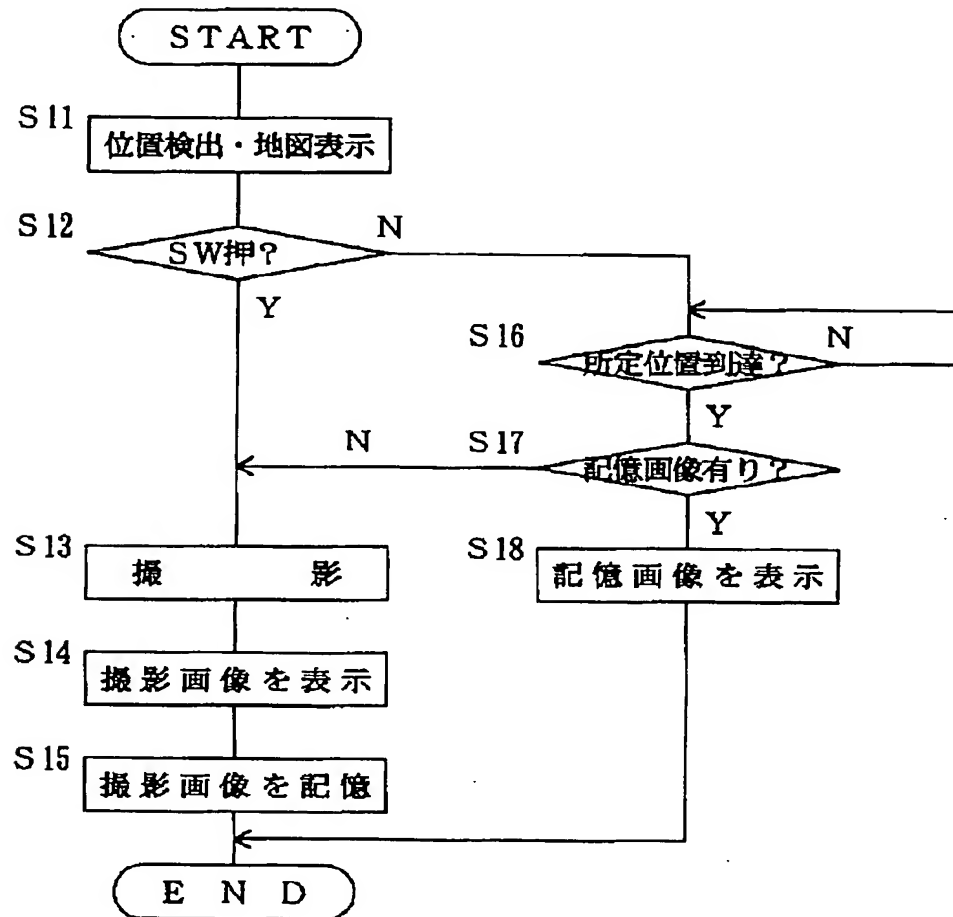 START
S11
位置検出・地図表示
S12
SW押?
N
Y
S16
所定位置到達?
N
Y
S17
記憶画像有り?
N
Y
S13
撮 影
S18
記憶画像を表示
S14
撮影画像を表示
S15
撮影画像を記憶
END